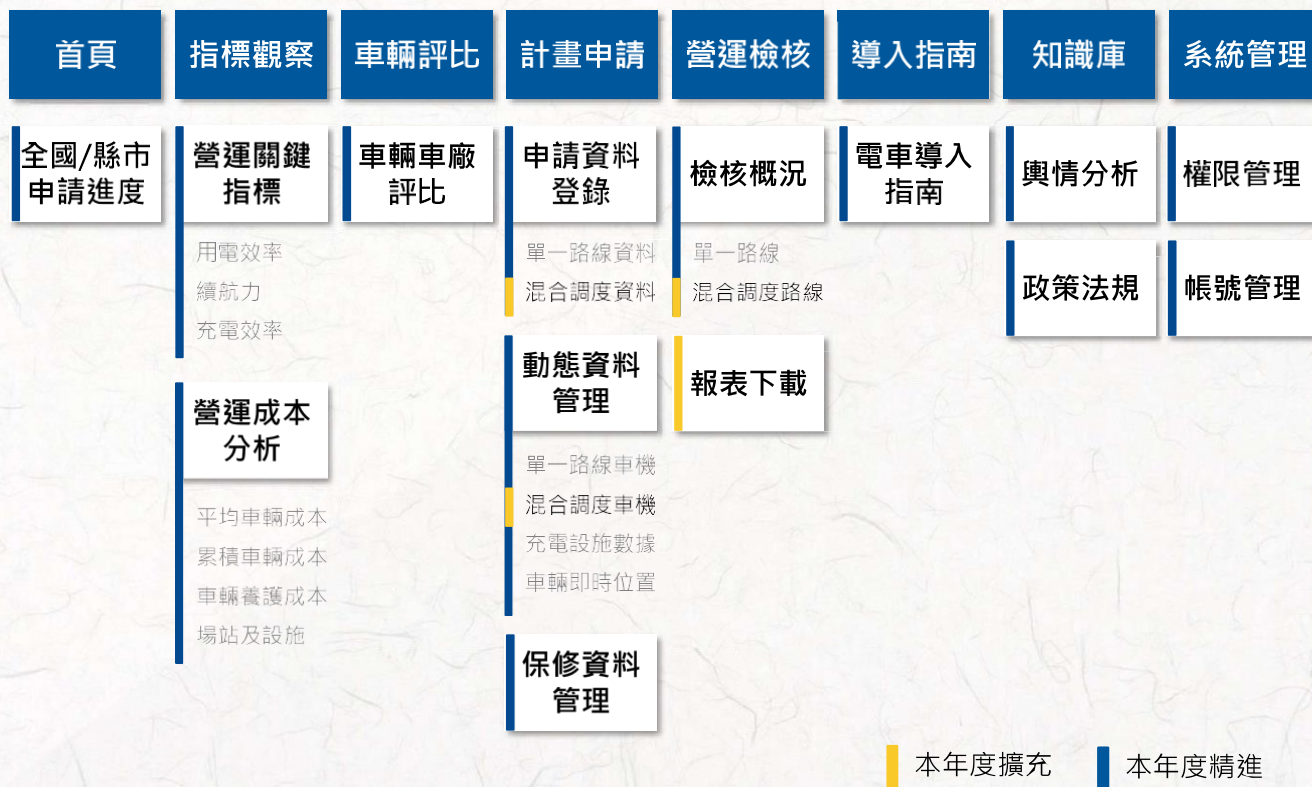 首頁
指標觀察
車輛評比
計畫申請
營運檢核
導入指南
知識庫
系統管理
全國/縣市
申請進度
營運關鍵
指標
用電效率
續航力
充電效率
營運成本
分析
平均車輛成本
累積車輛成本
車輛養護成本
場站及設施
車輛車廠
評比
申請資料
登錄
單一路線資料
混合調度資料
動態資料
管理
單一路線車機
混合調度車機
充電設施數據
車輛即時位置
保修資料
管理
檢核概況
單一路線
混合調度路線
報表下載
電車導入
指南
輿情分析
政策法規
權限管理
帳號管理
本年度擴充
本年度精進